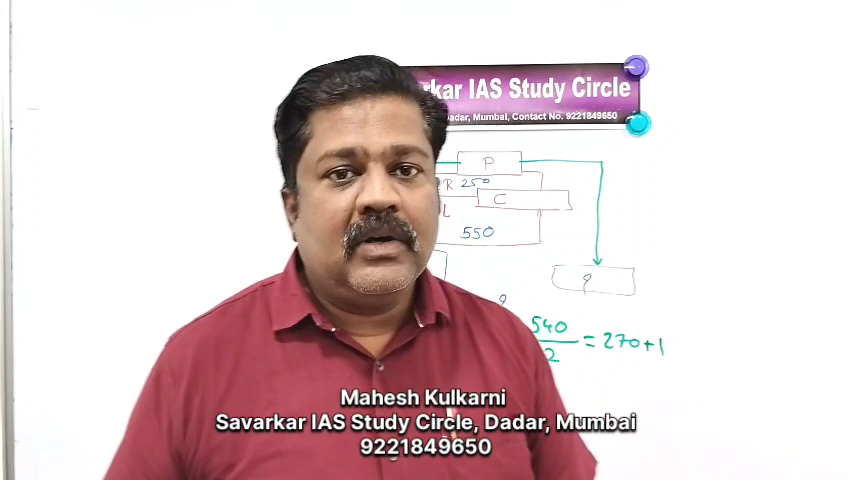 rkar IAS Study Circle
Dadar, Mumbai, Contact No. 9221849650
P
R 250
C
L
550
540
2
= 270+1
Mahesh Kulkarni
Savarkar IAS Study Circle, Dadar, Mumbai
9221849650